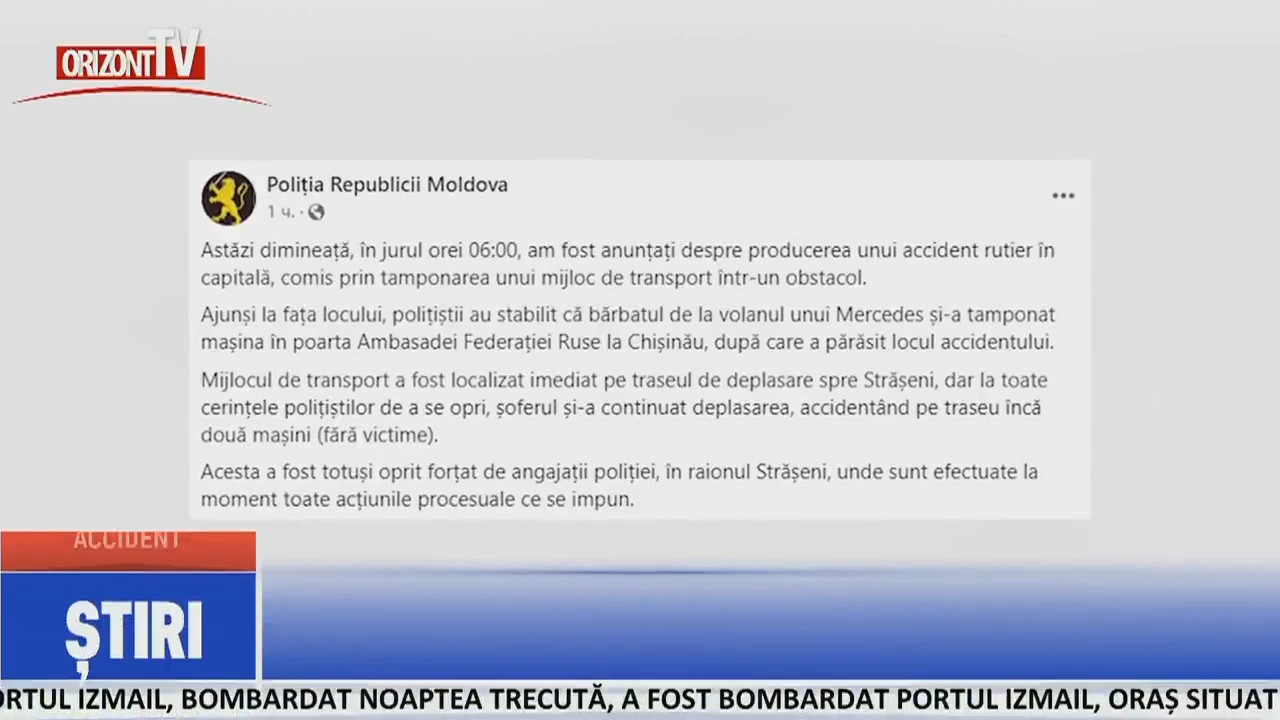 ORIZONT TV
Poliția Republicii Moldova
1 ч. ·
Astăzi dimineață, în jurul orei 06:00, am fost anunțați despre producerea unui accident rutier în
capitală, comis prin tamponarea unui mijloc de transport într-un obstacol.
Ajunși la fața locului, polițiștii au stabilit că bărbatul de la volanul unui Mercedes și-a tamponat
mașina în poarta Ambasadei Federației Ruse la Chișinău, după care a părăsit locul accidentului.
Mijlocul de transport a fost localizat imediat pe traseul de deplasare spre Strășeni, dar la toate
cerințele polițiștilor de a se opri, șoferul și-a continuat deplasarea, accidentând pe traseu încă
două mașini (fără victime).
Acesta a fost totuși oprit forțat de angajații poliției, în raionul Strășeni, unde sunt efectuate la
moment toate acțiunile procesuale ce se impun.
ACCIDENT
ȘTIRI
ORTUL IZMAIL, BOMBARDAT NOAPTEA TRECUTĂ, A FOST BOMBARDAT PORTUL IZMAIL, ORAȘ SITUAT